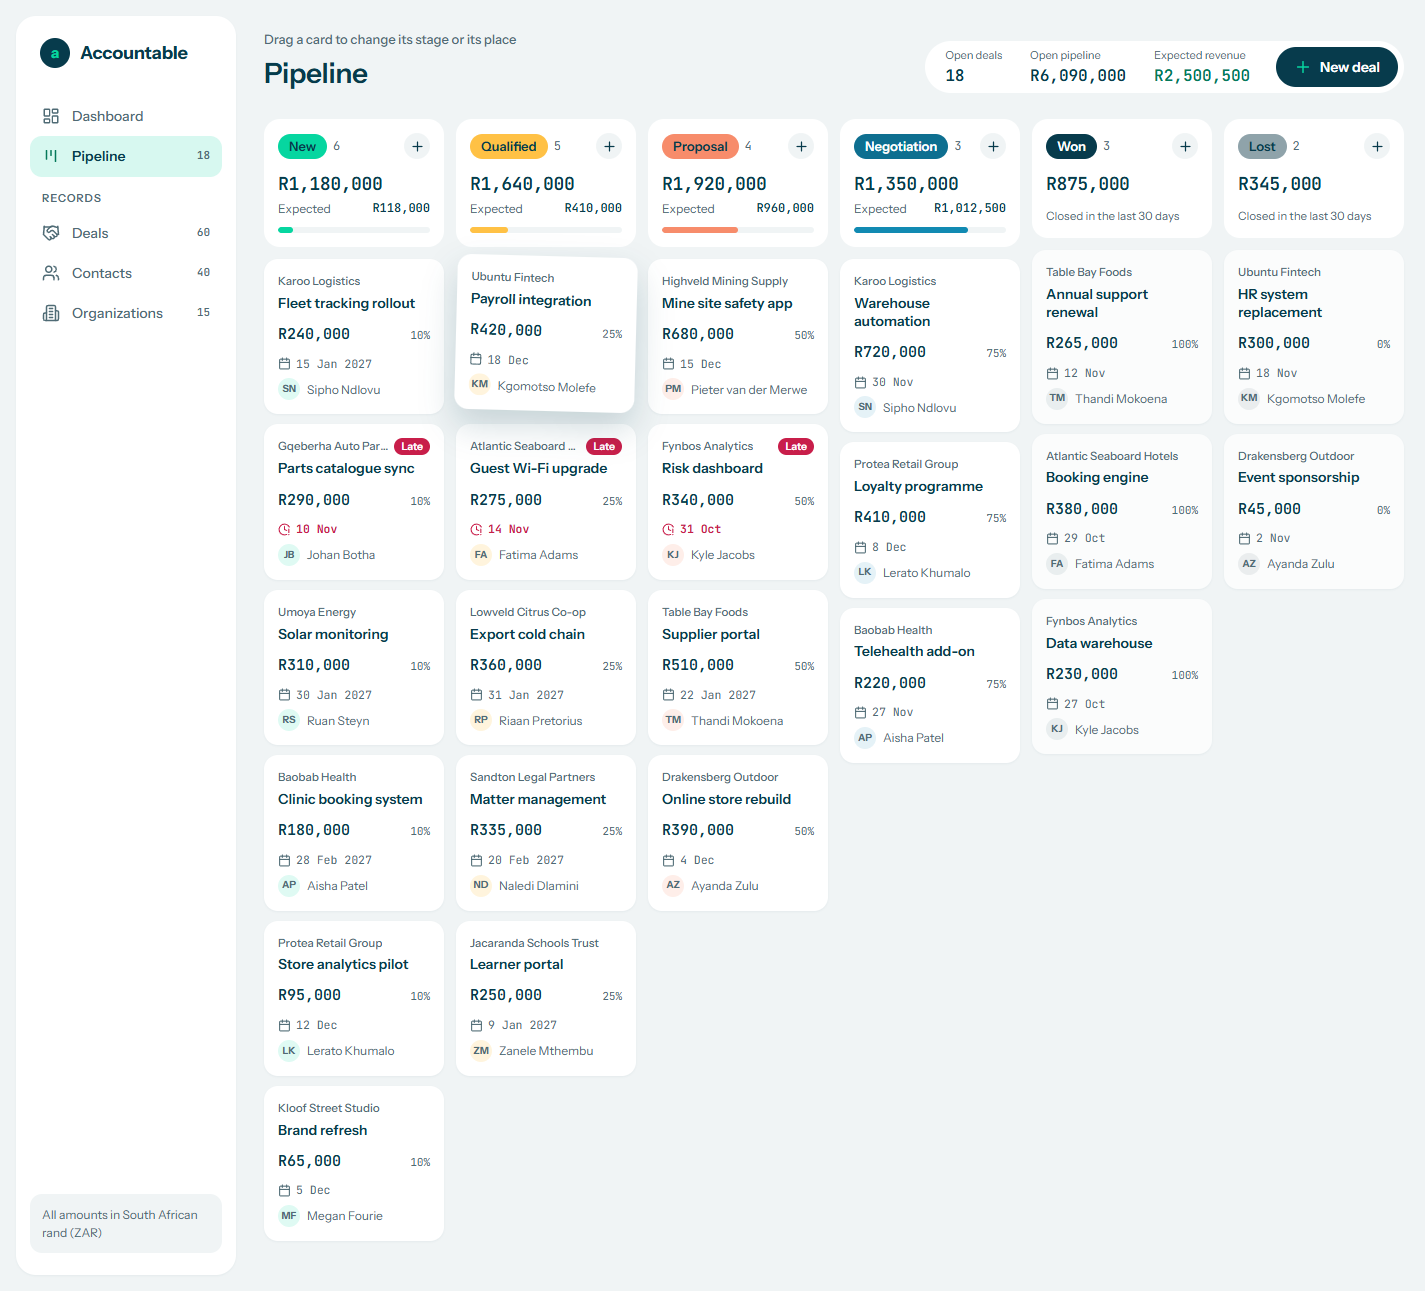 a Accountable
Dashboard
Pipeline 18
RECORDS
Deals 60
Contacts 40
Organizations 15
All amounts in South African
rand (ZAR)
Drag a card to change its stage or its place
Pipeline
Open deals
18
Open pipeline
R6,090,000
Expected revenue
R2,500,500
+ New deal
New 6 +
R1,180,000
Expected R118,000
Karoo Logistics
Fleet tracking rollout
R240,000 10%
15 Jan 2027
SN Sipho Ndlovu
Gqeberha Auto Par... Late
Parts catalogue sync
R290,000 10%
10 Nov
JB Johan Botha
Umoya Energy
Solar monitoring
R310,000 10%
30 Jan 2027
RS Ruan Steyn
Baobab Health
Clinic booking system
R180,000 10%
28 Feb 2027
AP Aisha Patel
Protea Retail Group
Store analytics pilot
R95,000 10%
12 Dec
LK Lerato Khumalo
Kloof Street Studio
Brand refresh
R65,000 10%
5 Dec
MF Megan Fourie
Qualified 5 +
R1,640,000
Expected R410,000
Ubuntu Fintech
Payroll integration
R420,000 25%
18 Dec
KM Kgomotso Molefe
Atlantic Seaboard ... Late
Guest Wi-Fi upgrade
R275,000 25%
14 Nov
FA Fatima Adams
Lowveld Citrus Co-op
Export cold chain
R360,000 25%
31 Jan 2027
RP Riaan Pretorius
Sandton Legal Partners
Matter management
R335,000 25%
20 Feb 2027
ND Naledi Dlamini
Jacaranda Schools Trust
Learner portal
R250,000 25%
9 Jan 2027
ZM Zanele Mthembu
Proposal 4 +
R1,920,000
Expected R960,000
Highveld Mining Supply
Mine site safety app
R680,000 50%
15 Dec
PM Pieter van der Merwe
Fynbos Analytics Late
Risk dashboard
R340,000 50%
31 Oct
KJ Kyle Jacobs
Table Bay Foods
Supplier portal
R510,000 50%
22 Jan 2027
TM Thandi Mokoena
Drakensberg Outdoor
Online store rebuild
R390,000 50%
4 Dec
AZ Ayanda Zulu
Negotiation 3 +
R1,350,000
Expected R1,012,500
Karoo Logistics
Warehouse
automation
R720,000 75%
30 Nov
SN Sipho Ndlovu
Protea Retail Group
Loyalty programme
R410,000 75%
8 Dec
LK Lerato Khumalo
Baobab Health
Telehealth add-on
R220,000 75%
27 Nov
AP Aisha Patel
Won 3 +
R875,000
Closed in the last 30 days
Table Bay Foods
Annual support
renewal
R265,000 100%
12 Nov
TM Thandi Mokoena
Atlantic Seaboard Hotels
Booking engine
R380,000 100%
29 Oct
FA Fatima Adams
Fynbos Analytics
Data warehouse
R230,000 100%
27 Oct
KJ Kyle Jacobs
Lost 2 +
R345,000
Closed in the last 30 days
Ubuntu Fintech
HR system
replacement
R300,000 0%
18 Nov
KM Kgomotso Molefe
Drakensberg Outdoor
Event sponsorship
R45,000 0%
2 Nov
AZ Ayanda Zulu